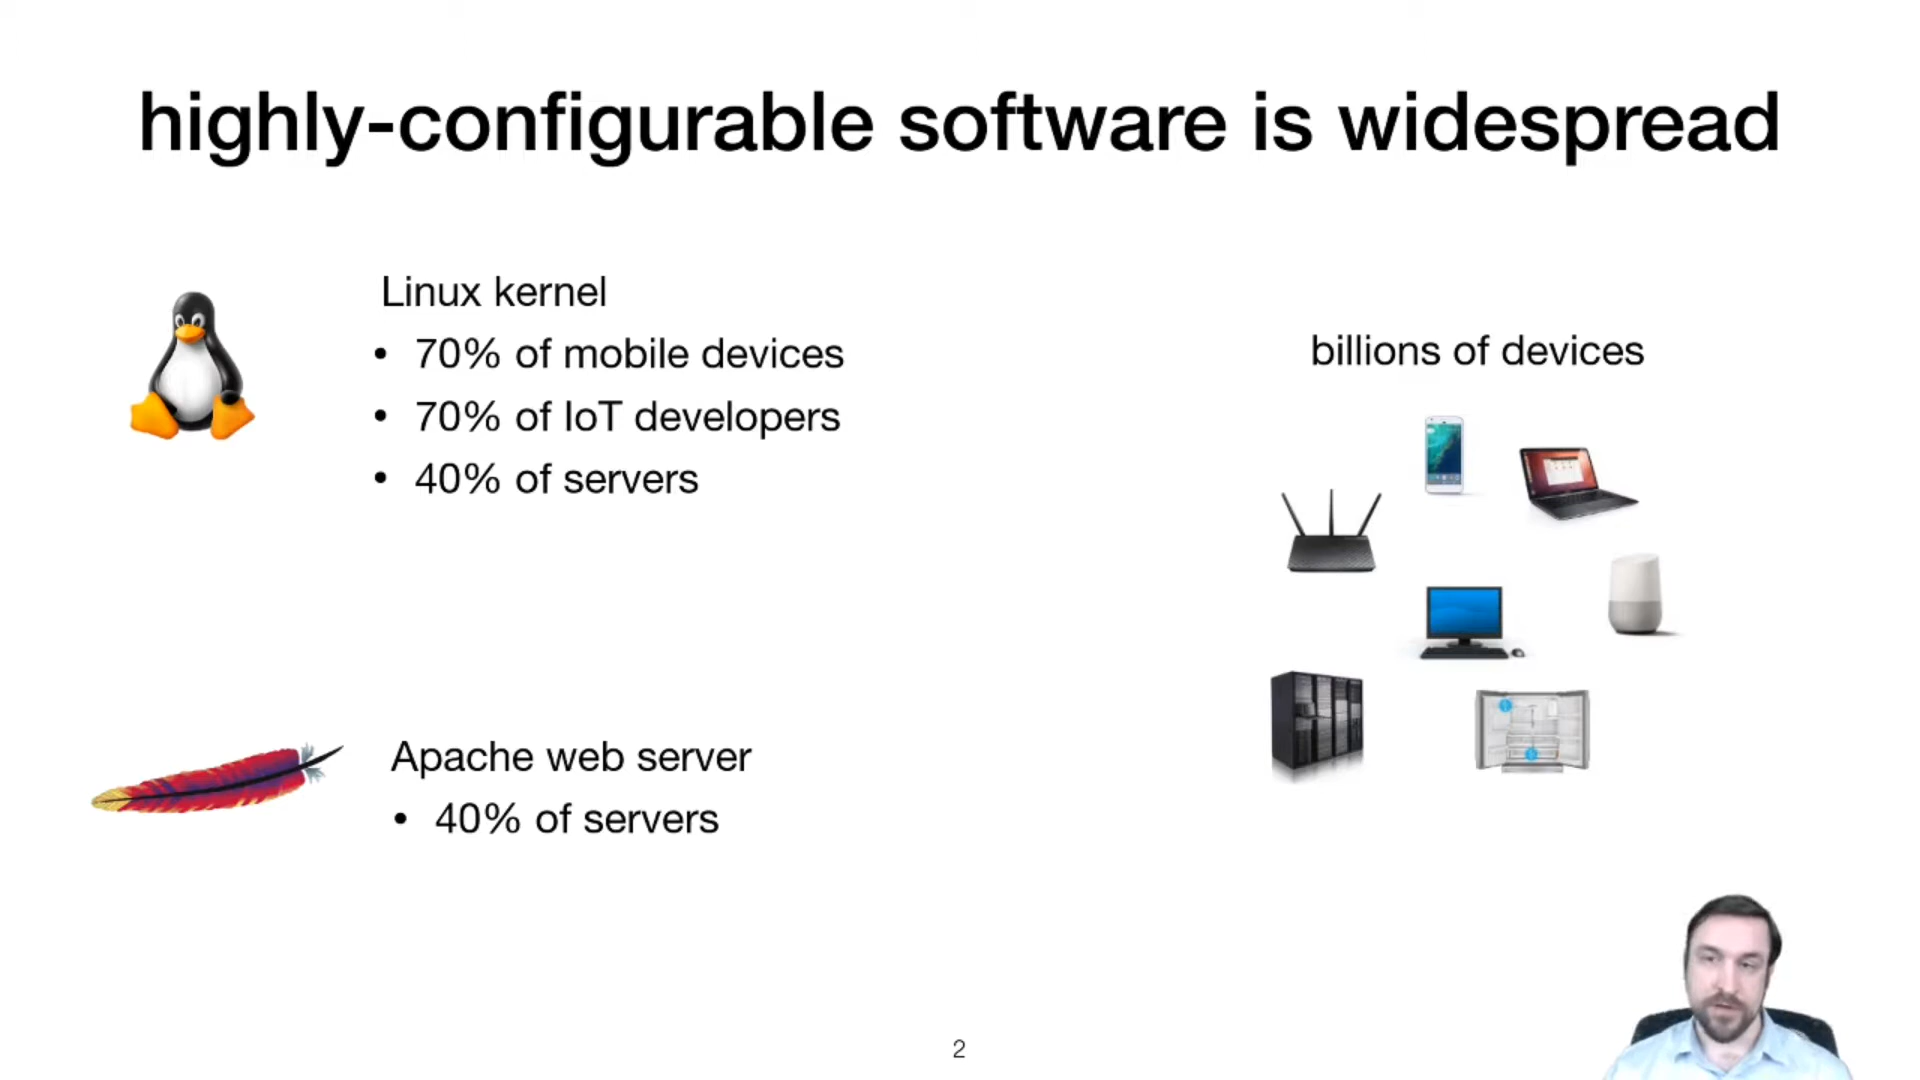 highly-configurable software is widespread
Linux kernel
• 70% of mobile devices
• 70% of IoT developers
• 40% of servers
billions of devices
Apache web server
• 40% of servers
2